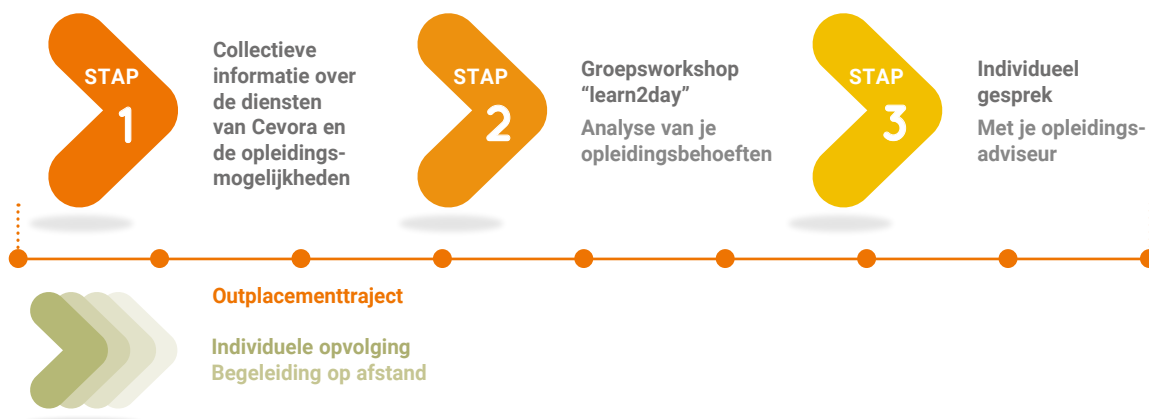 STAP
1
Collectieve
informatie over
de diensten
van Cevora en
de opleidings-
mogelijkheden
STAP
2
Groepsworkshop
“learn2day”
Analyse van je
opleidingsbehoeften
STAP
3
Individueel
gesprek
Met je opleidings-
adviseur
Outplacementtraject
Individuele opvolging
Begeleiding op afstand